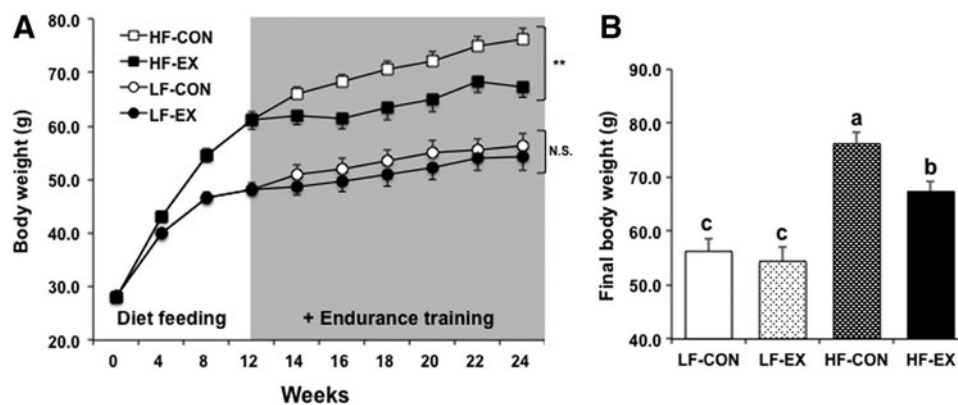 A
HF-CON
HF-EX
LF-CON
LF-EX
**
N.S.
Body weight (g)
80.0
70.0
60.0
50.0
40.0
30.0
20.0
Diet feeding
+ Endurance training
0 4 8 12 14 16 18 20 22 24
Weeks
B
Final body weight (g)
90.0
80.0
70.0
60.0
50.0
40.0
c
c
a
b
LF-CON LF-EX HF-CON HF-EX